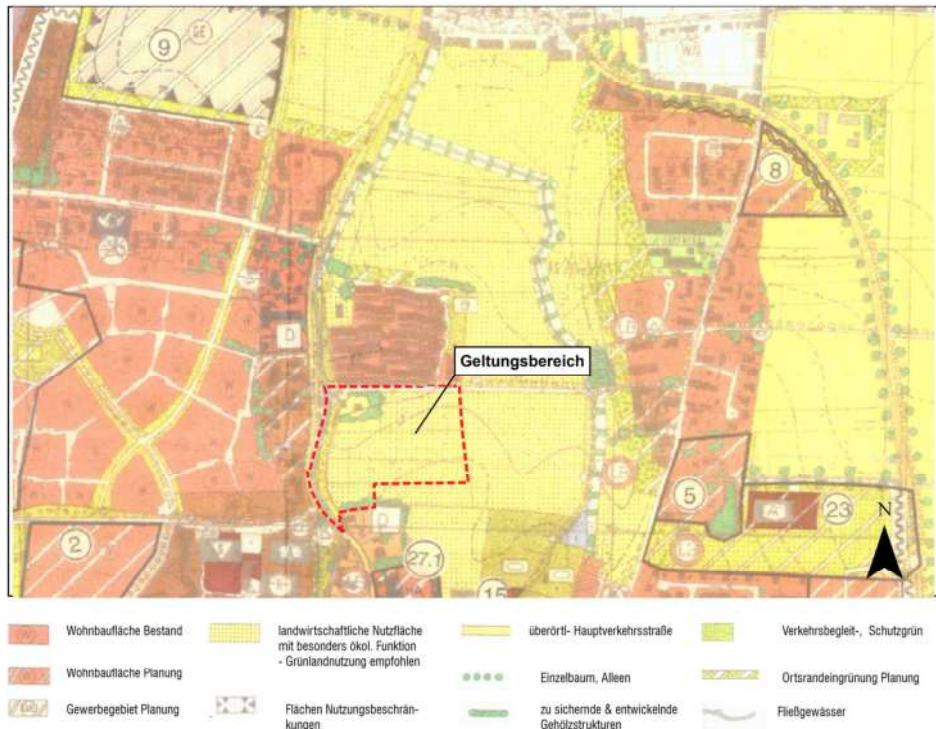 9
GE
8
D
Geltungsbereich
5
23
N
2
D
27.1
15
Wohnbaufläche Bestand
landwirtschaftliche Nutzfläche
mit besonders ökol. Funktion
- Grünlandnutzung empfohlen
überörtl- Hauptverkehrsstraße
Verkehrsbegleit-, Schutzgrün
Wohnbaufläche Planung
Einzelbaum, Alleen
Ortsrandeingrünung Planung
Gewerbegebiet Planung
Flächen Nutzungsbeschrän-
kungen
zu sichernde & entwickelnde
Gehölzstrukturen
Fließgewässer